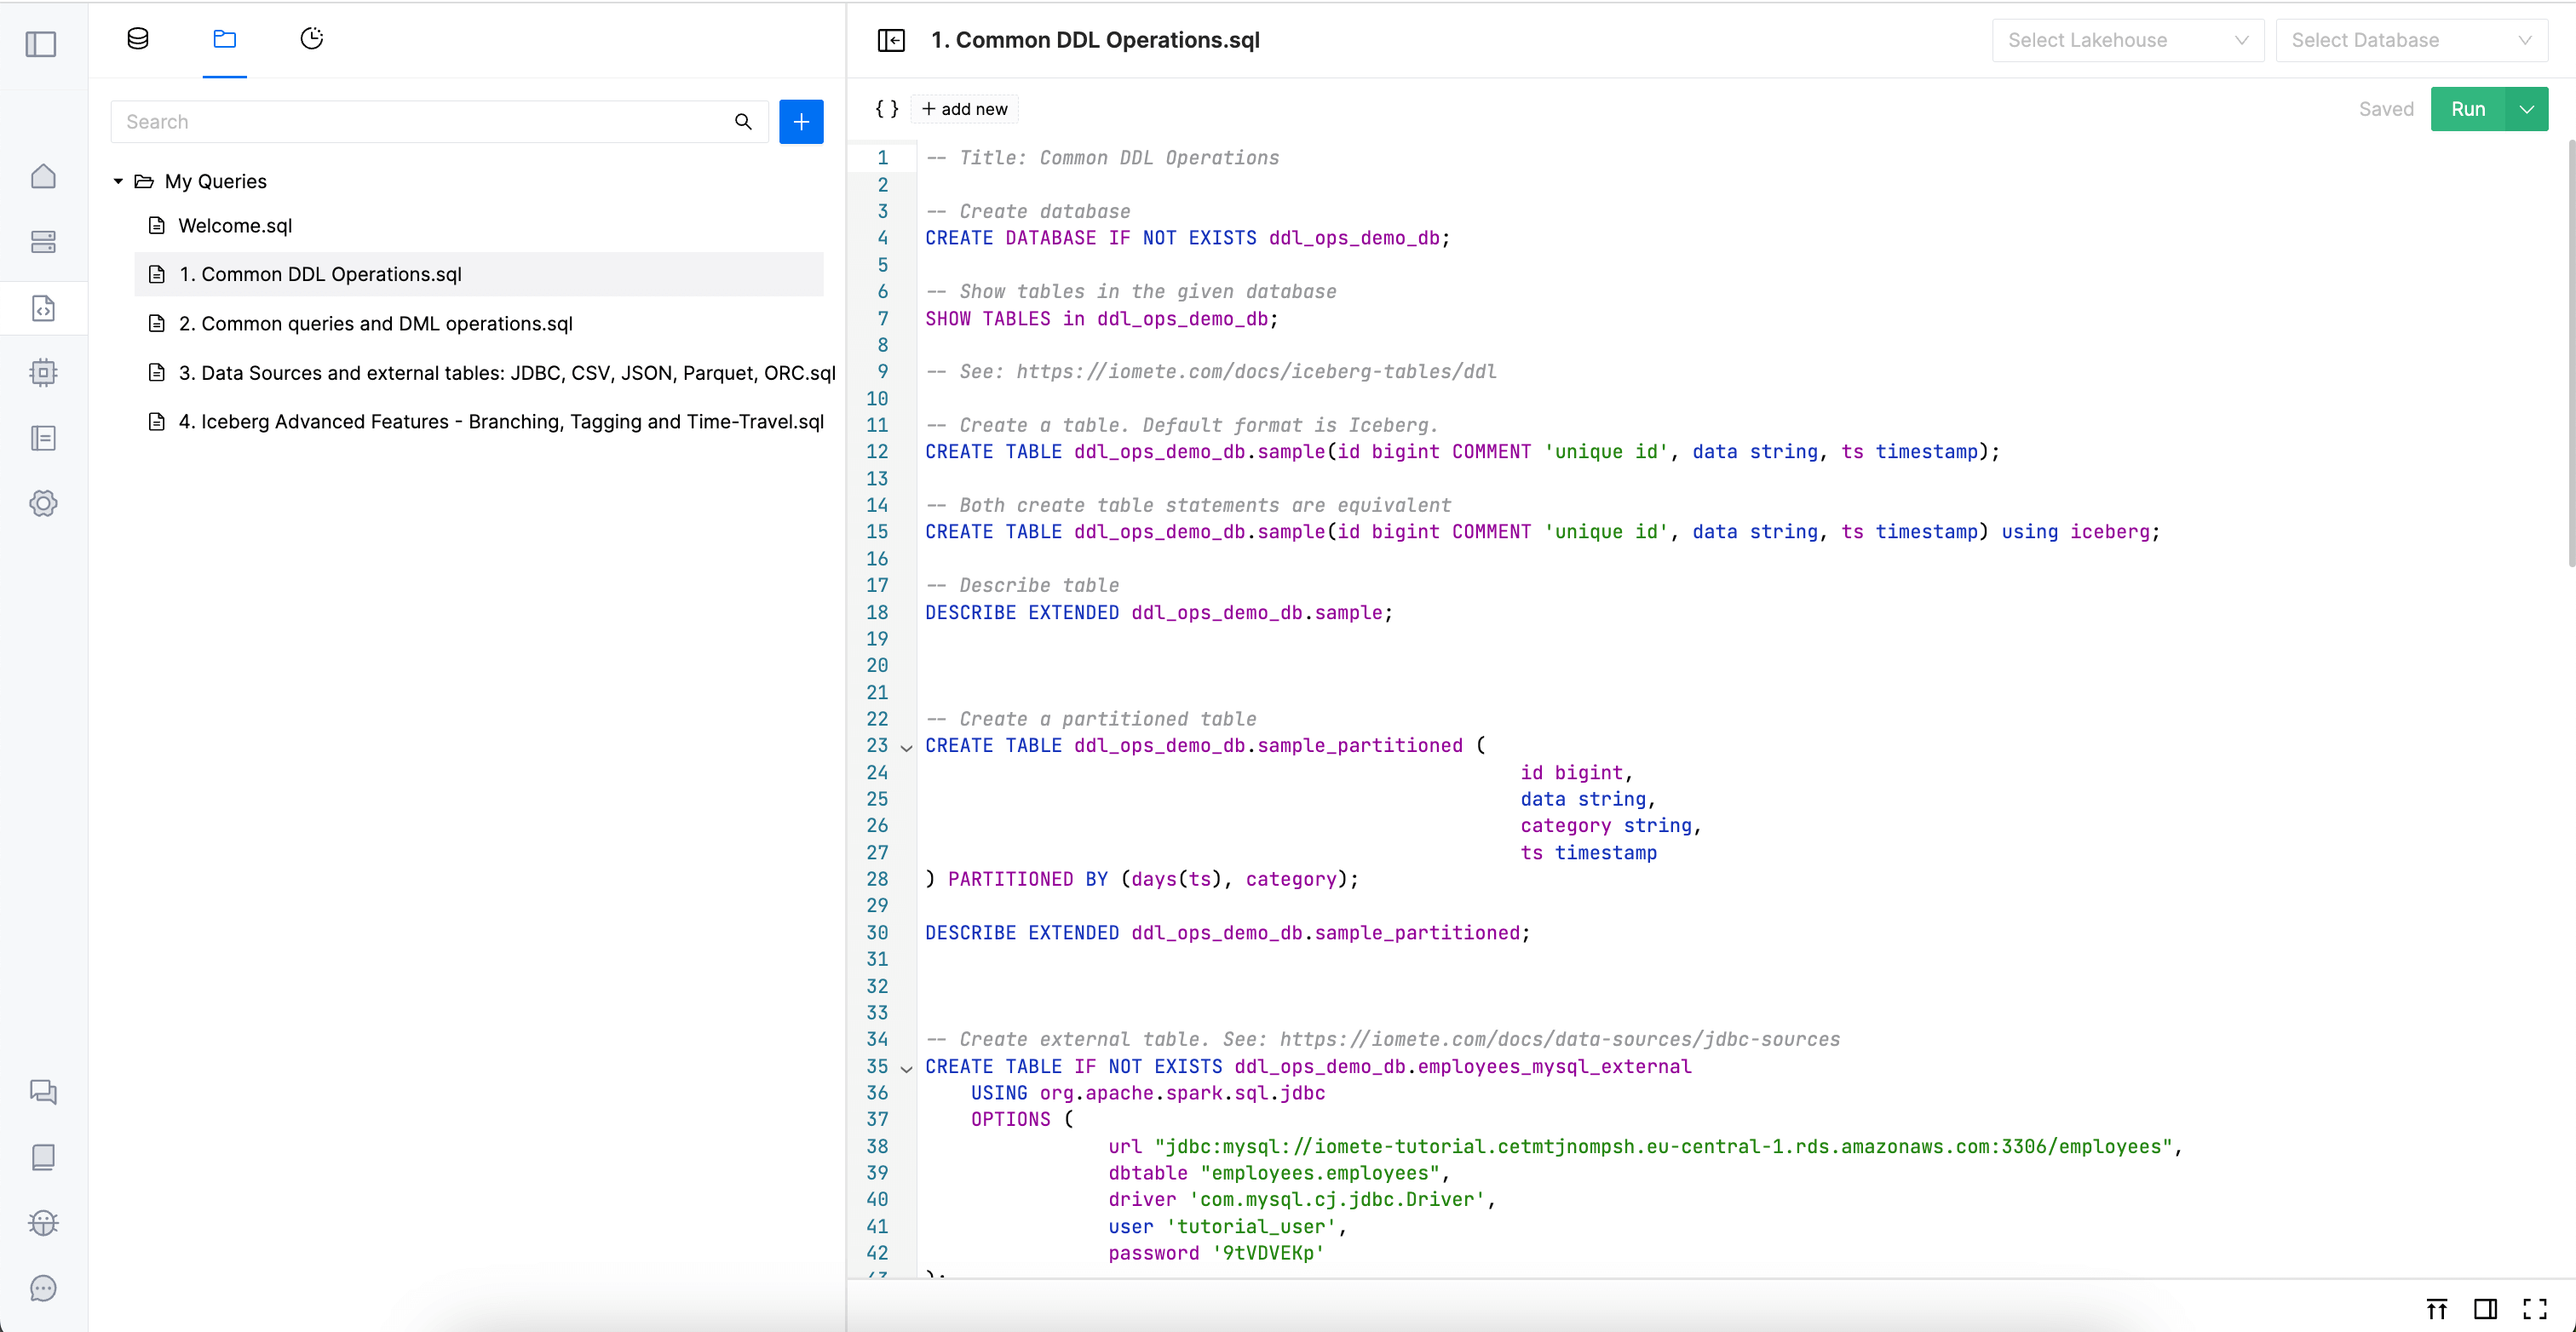 1. Common DDL Operations.sql
Select Lakehouse
Select Database
Search
{ } + add new
Saved
Run
My Queries
Welcome.sql
1. Common DDL Operations.sql
2. Common queries and DML operations.sql
3. Data Sources and external tables: JDBC, CSV, JSON, Parquet, ORC.sql
4. Iceberg Advanced Features - Branching, Tagging and Time-Travel.sql
1 -- Title: Common DDL Operations
2
3 -- Create database
4 CREATE DATABASE IF NOT EXISTS ddl_ops_demo_db;
5
6 -- Show tables in the given database
7 SHOW TABLES in ddl_ops_demo_db;
8
9 -- See: https://iomete.com/docs/iceberg-tables/ddl
10
11 -- Create a table. Default format is Iceberg.
12 CREATE TABLE ddl_ops_demo_db.sample(id bigint COMMENT 'unique id', data string, ts timestamp);
13
14 -- Both create table statements are equivalent
15 CREATE TABLE ddl_ops_demo_db.sample(id bigint COMMENT 'unique id', data string, ts timestamp) using iceberg;
16
17 -- Describe table
18 DESCRIBE EXTENDED ddl_ops_demo_db.sample;
19
20
21
22 -- Create a partitioned table
23 CREATE TABLE ddl_ops_demo_db.sample_partitioned (
24 id bigint,
25 data string,
26 category string,
27 ts timestamp
28 ) PARTITIONED BY (days(ts), category);
29
30 DESCRIBE EXTENDED ddl_ops_demo_db.sample_partitioned;
31
32
33
34 -- Create external table. See: https://iomete.com/docs/data-sources/jdbc-sources
35 CREATE TABLE IF NOT EXISTS ddl_ops_demo_db.employees_mysql_external
36 USING org.apache.spark.sql.jdbc
37 OPTIONS (
38 url "jdbc:mysql://iomete-tutorial.cetmtjnompsh.eu-central-1.rds.amazonaws.com:3306/employees",
39 dbtable "employees.employees",
40 driver 'com.mysql.cj.jdbc.Driver',
41 user 'tutorial_user',
42 password '9tVDVEKp'
43 );